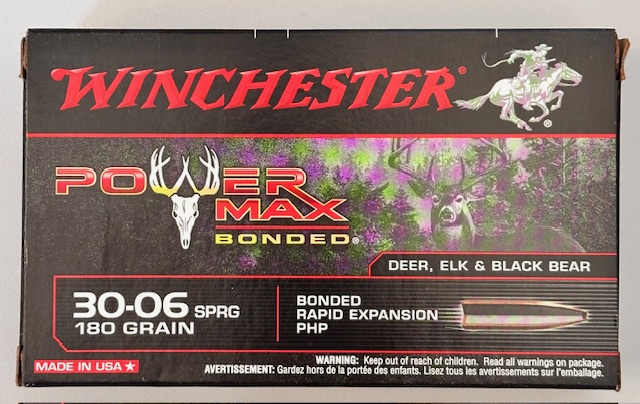 WINCHESTER®
®
POWER
MAX
BONDED®
DEER, ELK & BLACK BEAR
30-06 SPRG
180 GRAIN
BONDED
RAPID EXPANSION
PHP
MADE IN USA★
WARNING: Keep out of reach of children. Read all warnings on package.
AVERTISSEMENT: Gardez hors de la portée des enfants. Lisez tous les avertissements sur l'emballage.